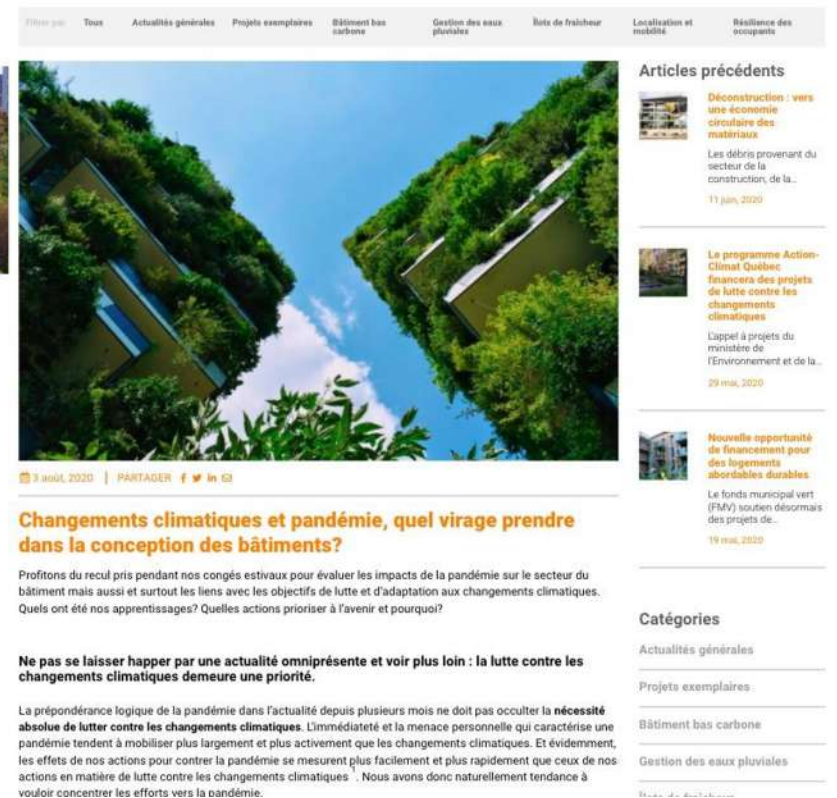 Filtrer par:
Tous
Actualités générales
Projets exemplaires
Bâtiment bas
carbone
Gestion des eaux
pluviales
Îlots de fraîcheur
Localisation et
mobilité
Résilience des
occupants
3 août, 2020 | PARTAGER
Changements climatiques et pandémie, quel virage prendre
dans la conception des bâtiments?
Profitons du recul pris pendant nos congés estivaux pour évaluer les impacts de la pandémie sur le secteur du
bâtiment mais aussi et surtout les liens avec les objectifs de lutte et d'adaptation aux changements climatiques.
Quels ont été nos apprentissages? Quelles actions prioriser à l'avenir et pourquoi?
Ne pas se laisser happer par une actualité omniprésente et voir plus loin : la lutte contre les
changements climatiques demeure une priorité.
La prépondérance logique de la pandémie dans l'actualité depuis plusieurs mois ne doit pas occulter la nécessité
absolue de lutter contre les changements climatiques. L'immédiateté et la menace personnelle qui caractérise une
pandémie tendent à mobiliser plus largement et plus activement que les changements climatiques. Et évidemment,
les effets de nos actions pour contrer la pandémie se mesurent plus facilement et plus rapidement que ceux de nos
actions en matière de lutte contre les changements climatiques 1. Nous avons donc naturellement tendance à
vouloir concentrer les efforts vers la pandémie.
Articles précédents
Déconstruction : vers
une économie
circulaire des
matériaux
Les débris provenant du
secteur de la
construction, de la...
11 juin, 2020
Le programme Action-
Climat Québec
financera des projets
de lutte contre les
changements
climatiques
L'appel à projets du
ministère de
l'Environnement et de la...
29 mai, 2020
Nouvelle opportunité
de financement pour
des logements
abordables durables
Le fonds municipal vert
(FMV) soutien désormais
des projets de...
19 mai, 2020
Catégories
Actualités générales
Projets exemplaires
Bâtiment bas carbone
Gestion des eaux pluviales
Îlots de fraîcheur